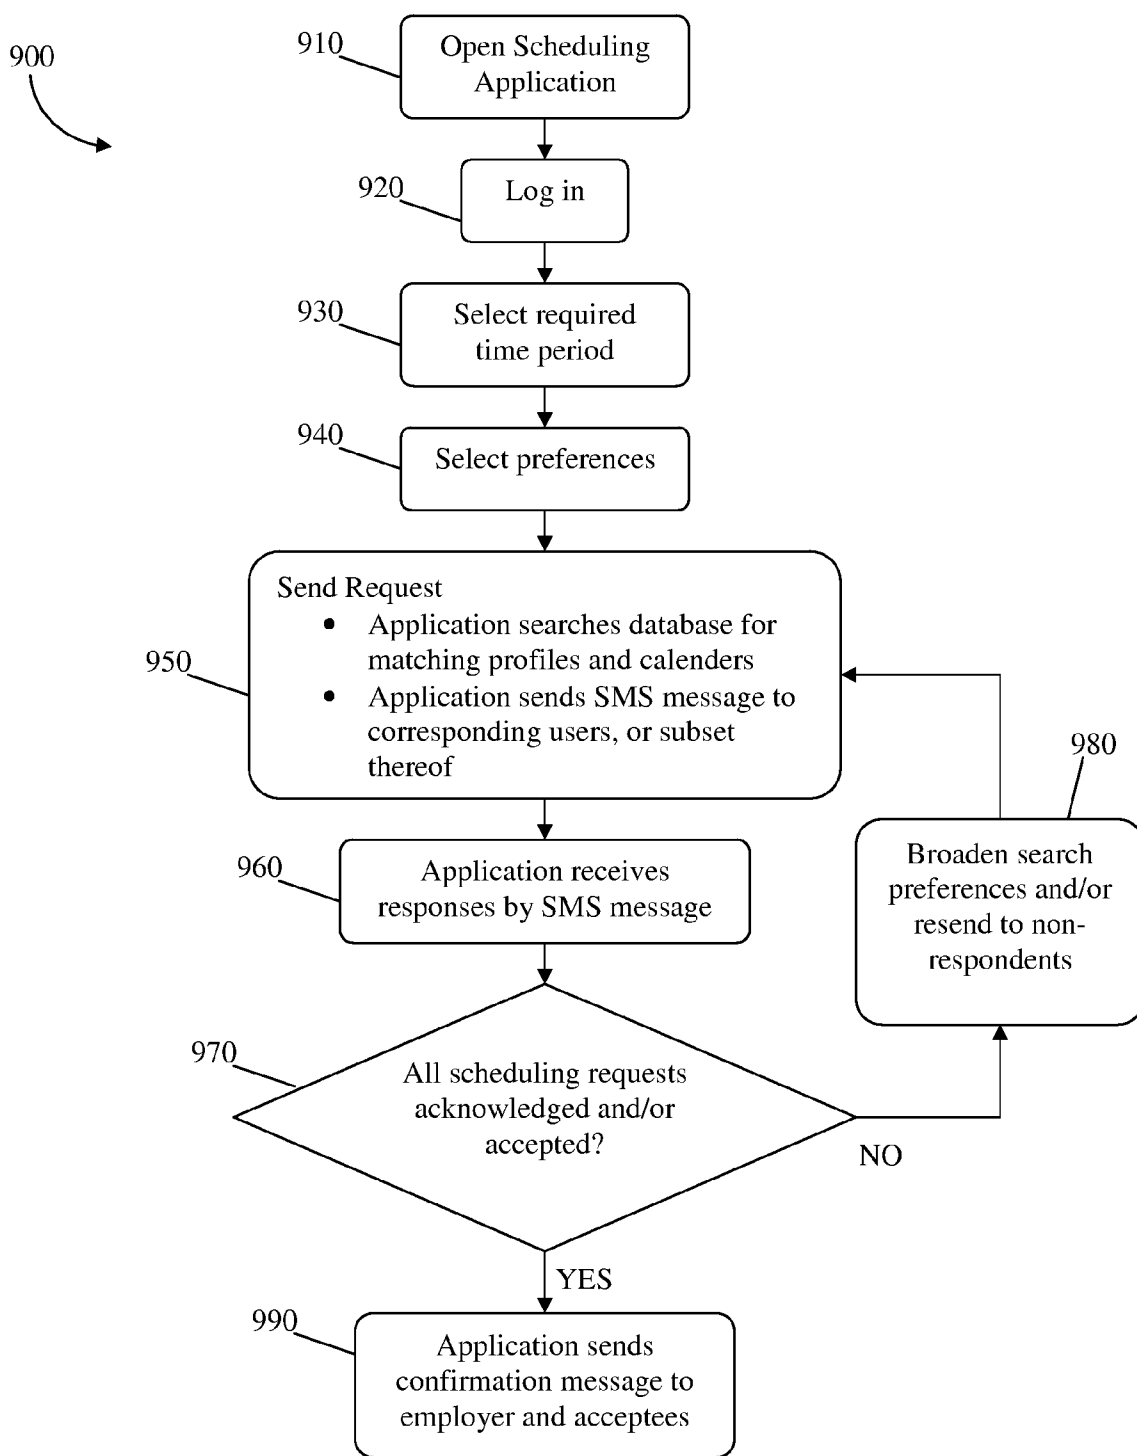 900
910
Open Scheduling
Application
920
Log in
930
Select required
time period
940
Select preferences
950
Send Request
• Application searches database for
matching profiles and calenders
• Application sends SMS message to
corresponding users, or subset
thereof
960
Application receives
responses by SMS message
970
All scheduling requests
acknowledged and/or
accepted?
NO
980
Broaden search
preferences and/or
resend to non-
respondents
YES
990
Application sends
confirmation message to
employer and acceptees